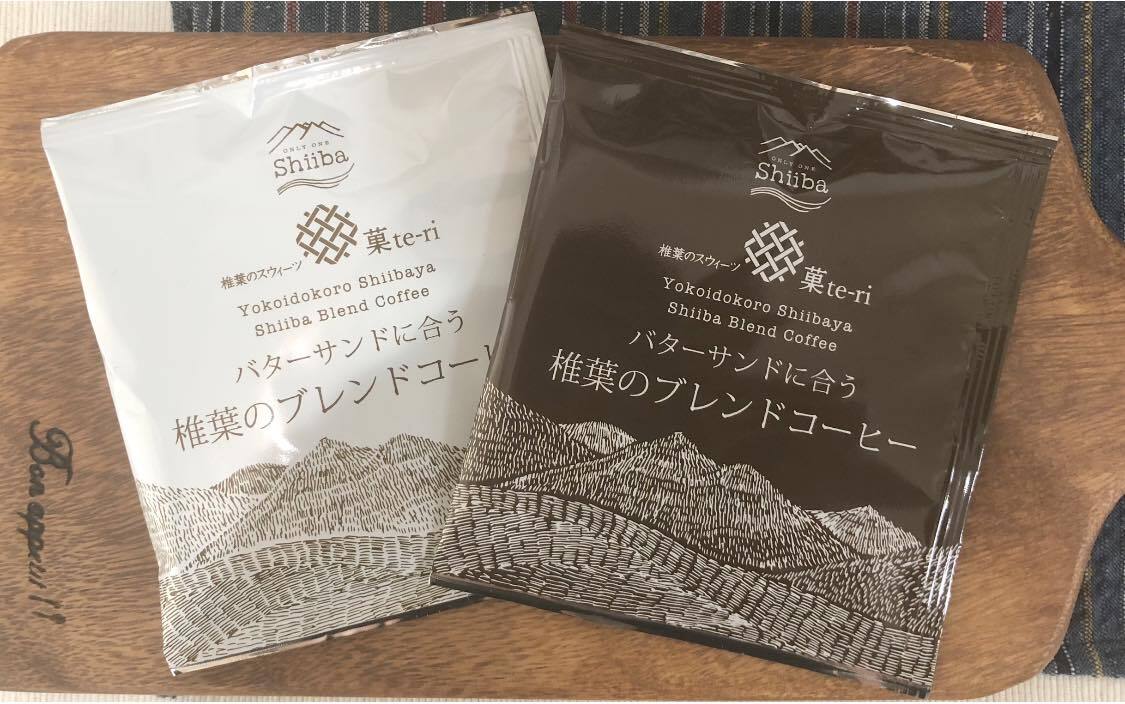 ONLY ONE
Shiiba
椎葉のスウィーツ 菓te-ri
Yokoidokoro Shiibaya
Shiiba Blend Coffee
バターサンドに合う
椎葉のブレンドコーヒ
ONLY ONE
Shiiba
椎葉のスウィーツ 菓te-ri
Yokoidokoro Shiibaya
Shiiba Blend Coffee
バターサンドに合う
椎葉のブレンドコーヒー
Bon appetit!